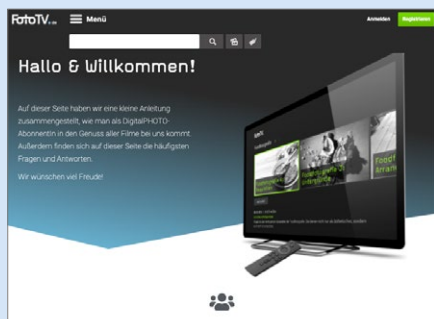 FotoTV. Menü Anmelden Registrieren
Hallo & Willkommen!
Auf dieser Seite haben wir eine kleine Anleitung
zusammengestellt, wie man als DigitalPHOTO-
AbonnentIn in den Genuss aller Filme bei uns kommt.
Außerdem finden sich auf dieser Seite die häufigsten
Fragen und Antworten.
Wir wünschen viel Freude!